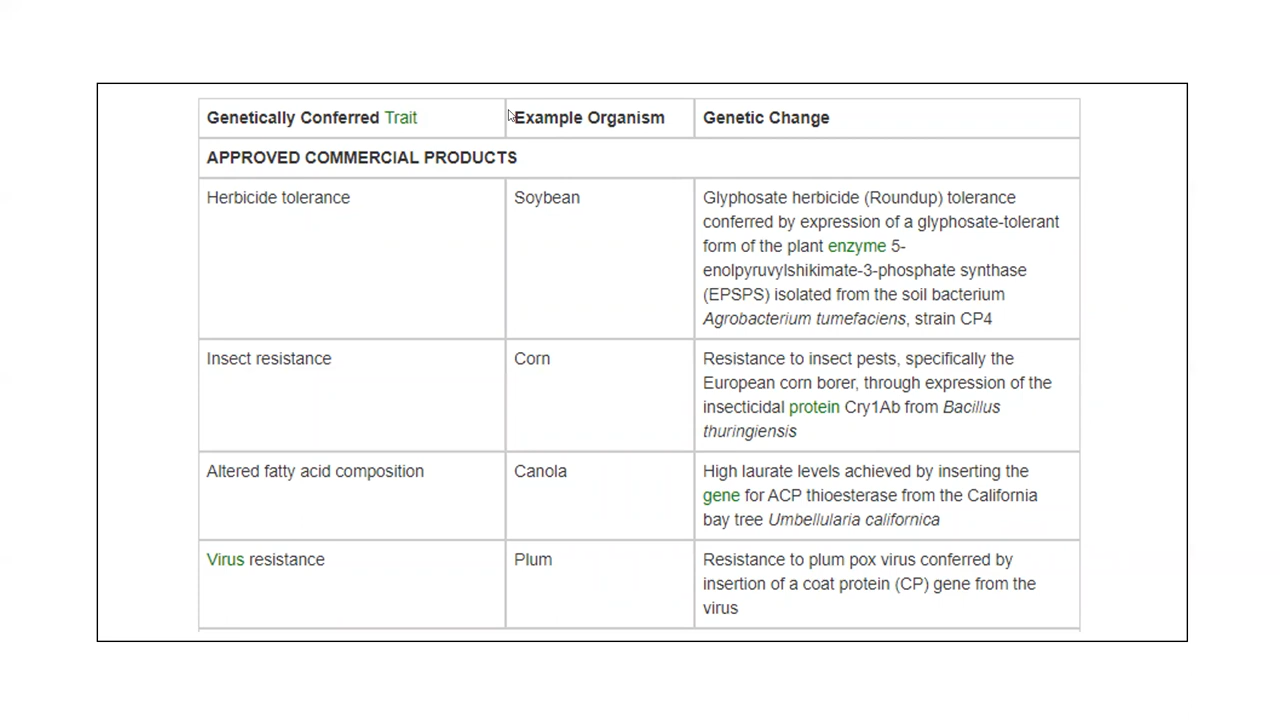 Genetically Conferred Trait
Example Organism
Genetic Change
APPROVED COMMERCIAL PRODUCTS
Herbicide tolerance
Soybean
Glyphosate herbicide (Roundup) tolerance
conferred by expression of a glyphosate-tolerant
form of the plant enzyme 5-
enolpyruvylshikimate-3-phosphate synthase
(EPSPS) isolated from the soil bacterium
Agrobacterium tumefaciens, strain CP4
Insect resistance
Corn
Resistance to insect pests, specifically the
European corn borer, through expression of the
insecticidal protein Cry1Ab from Bacillus
thuringiensis
Altered fatty acid composition
Canola
High laurate levels achieved by inserting the
gene for ACP thioesterase from the California
bay tree Umbellularia californica
Virus resistance
Plum
Resistance to plum pox virus conferred by
insertion of a coat protein (CP) gene from the
virus